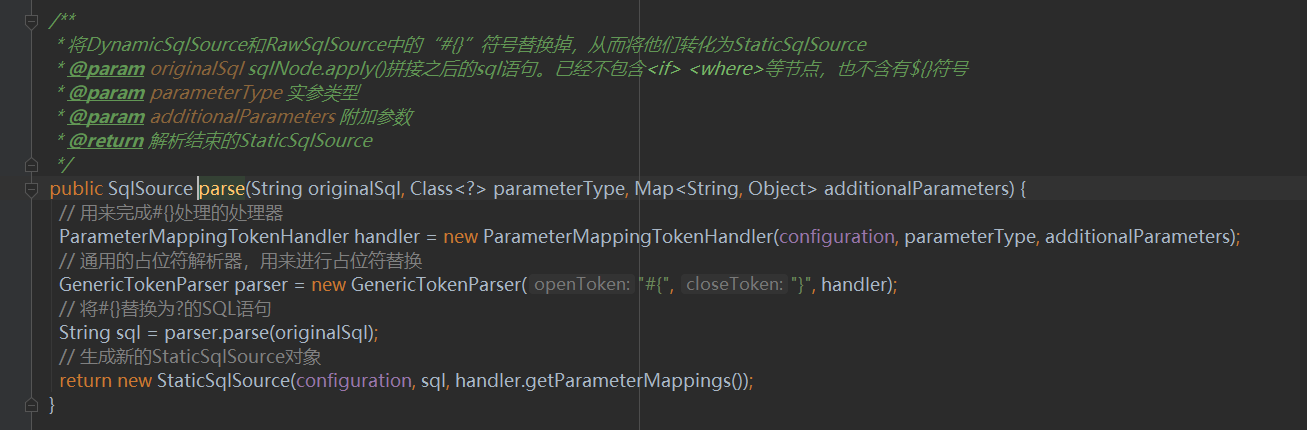 /**
* 将DynamicSqlSource和RawSqlSource中的“#{}”符号替换掉，从而将他们转化为StaticSqlSource
* @param originalSql sqlNode.apply()拼接之后的sql语句。已经不包含<if> <where>等节点，也不含有${}符号
* @param parameterType 实参类型
* @param additionalParameters 附加参数
* @return 解析结束的StaticSqlSource
*/
public SqlSource parse(String originalSql, Class<?> parameterType, Map<String, Object> additionalParameters) {
// 用来完成#{}处理的处理器
ParameterMappingTokenHandler handler = new ParameterMappingTokenHandler(configuration, parameterType, additionalParameters);
// 通用的占位符解析器，用来进行占位符替换
GenericTokenParser parser = new GenericTokenParser( openToken: "#{", closeToken: "}", handler);
// 将#{}替换为?的SQL语句
String sql = parser.parse(originalSql);
// 生成新的StaticSqlSource对象
return new StaticSqlSource(configuration, sql, handler.getParameterMappings());
}